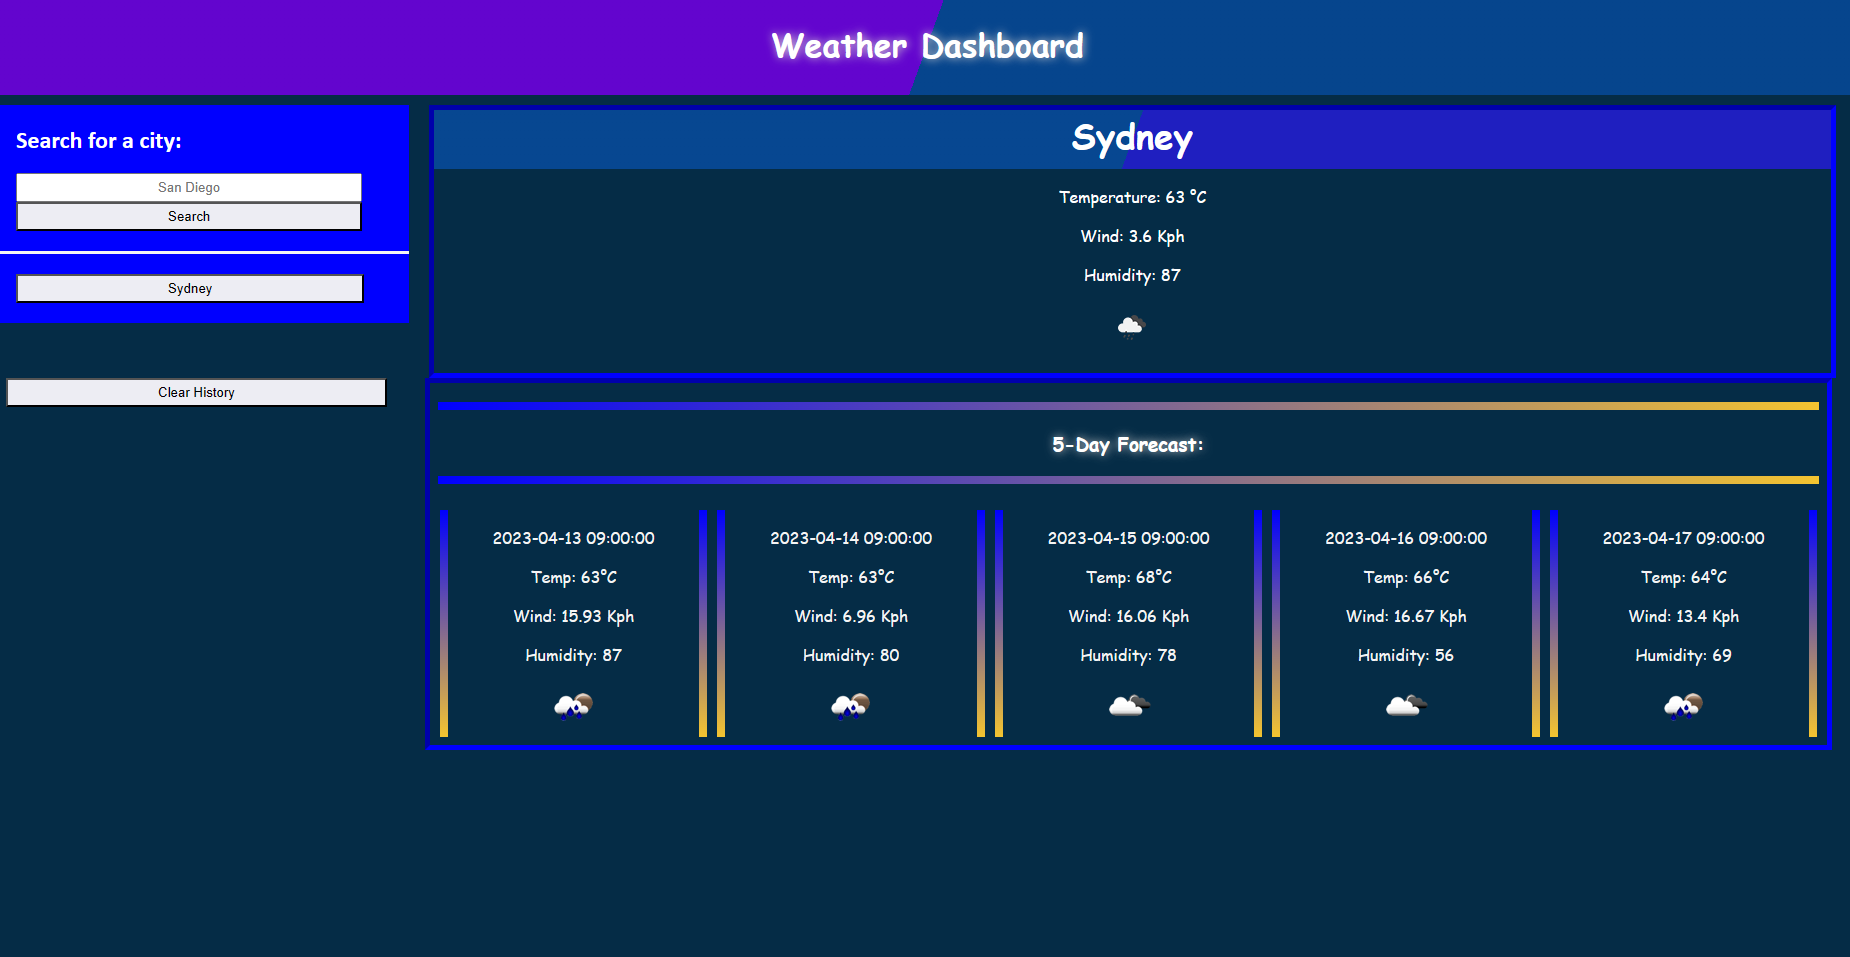 Weather Dashboard
Search for a city:
San Diego
Search
Sydney
Clear History
Sydney
Temperature: 63 °C
Wind: 3.6 Kph
Humidity: 87
5-Day Forecast:
2023-04-13 09:00:00
Temp: 63°C
Wind: 15.93 Kph
Humidity: 87
2023-04-14 09:00:00
Temp: 63°C
Wind: 6.96 Kph
Humidity: 80
2023-04-15 09:00:00
Temp: 68°C
Wind: 16.06 Kph
Humidity: 78
2023-04-16 09:00:00
Temp: 66°C
Wind: 16.67 Kph
Humidity: 56
2023-04-17 09:00:00
Temp: 64°C
Wind: 13.4 Kph
Humidity: 69